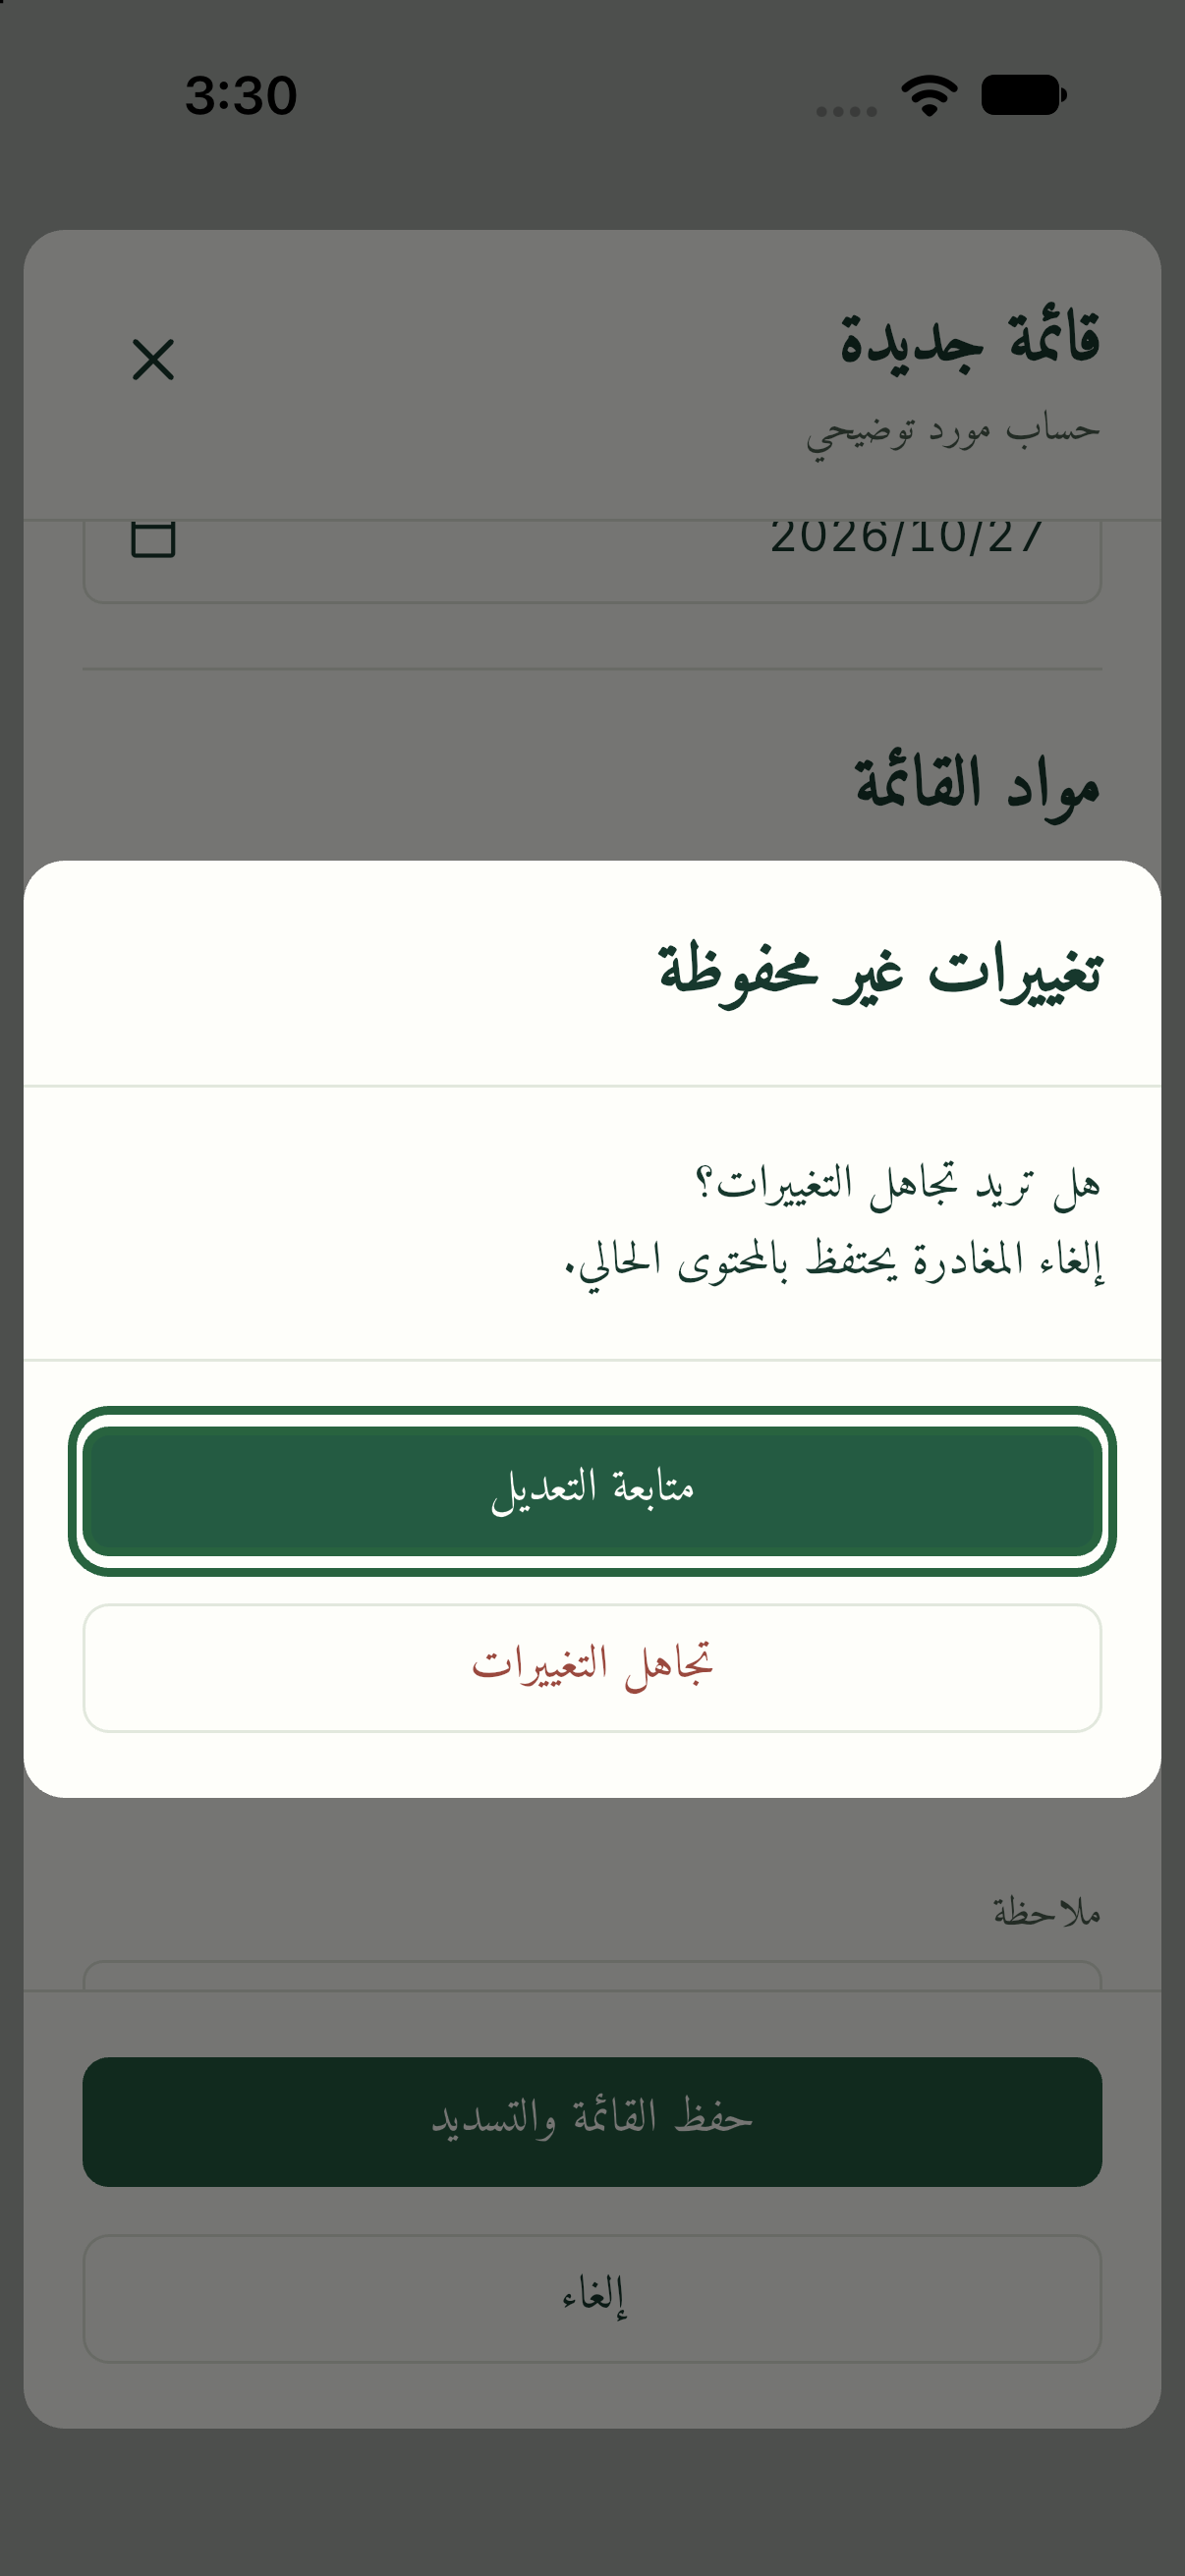 3:30
قائمة جديدة
حساب مورد توضيحي
2026/10/27
مواد القائمة
تغييرات غير محفوظة
هل تريد تجاهل التغييرات؟
إلغاء المغادرة يحتفظ بالمحتوى الحالي.
متابعة التعديل
تجاهل التغييرات
ملاحظة
حفظ القائمة والتسديد
إلغاء